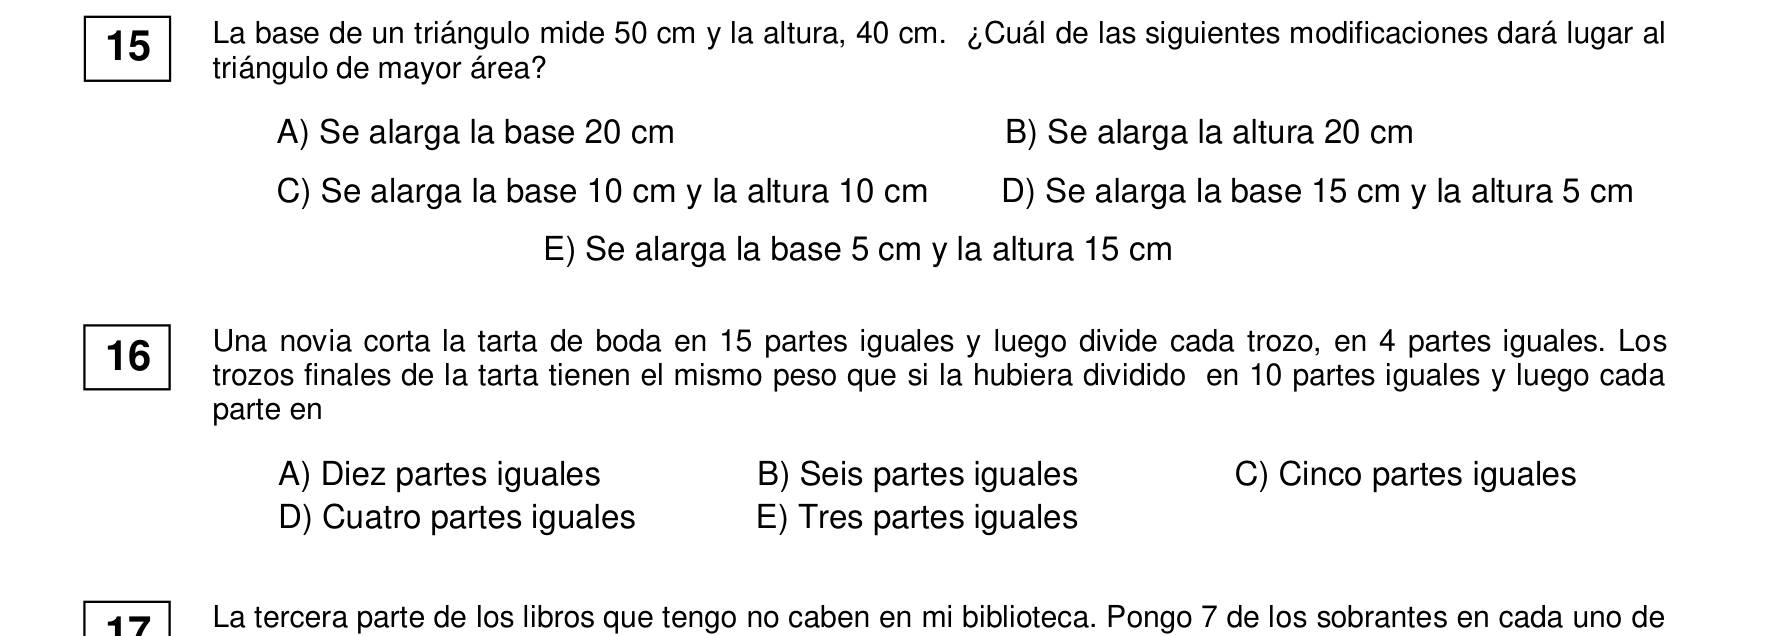 15
La base de un triángulo mide 50 cm y la altura, 40 cm. ¿Cuál de las siguientes modificaciones dará lugar al
triángulo de mayor área?
A) Se alarga la base 20 cm B) Se alarga la altura 20 cm
C) Se alarga la base 10 cm y la altura 10 cm D) Se alarga la base 15 cm y la altura 5 cm
E) Se alarga la base 5 cm y la altura 15 cm
16
Una novia corta la tarta de boda en 15 partes iguales y luego divide cada trozo, en 4 partes iguales. Los
trozos finales de la tarta tienen el mismo peso que si la hubiera dividido en 10 partes iguales y luego cada
parte en
A) Diez partes iguales B) Seis partes iguales C) Cinco partes iguales
D) Cuatro partes iguales E) Tres partes iguales
17
La tercera parte de los libros que tengo no caben en mi biblioteca. Pongo 7 de los sobrantes en cada uno de